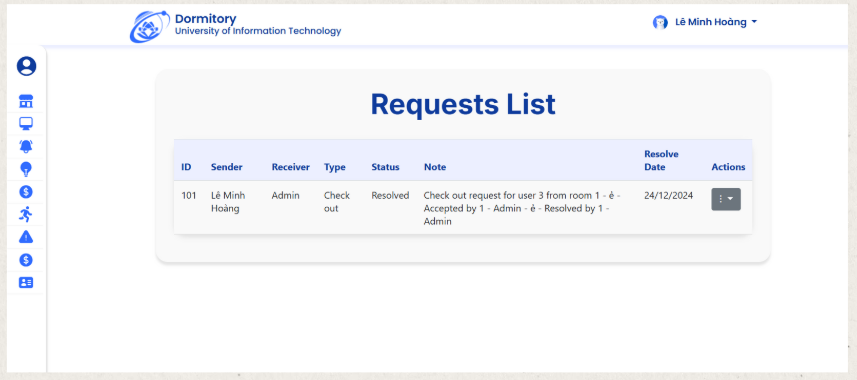 Dormitory
University of Information Technology
Lê Minh Hoàng
Requests List
ID Sender Receiver Type Status Note Resolve Date Actions
101 Lê Minh Hoàng Admin Check out Resolved Check out request for user 3 from room 1 - ẻ - Accepted by 1 - Admin - ẻ - Resolved by 1 - Admin 24/12/2024